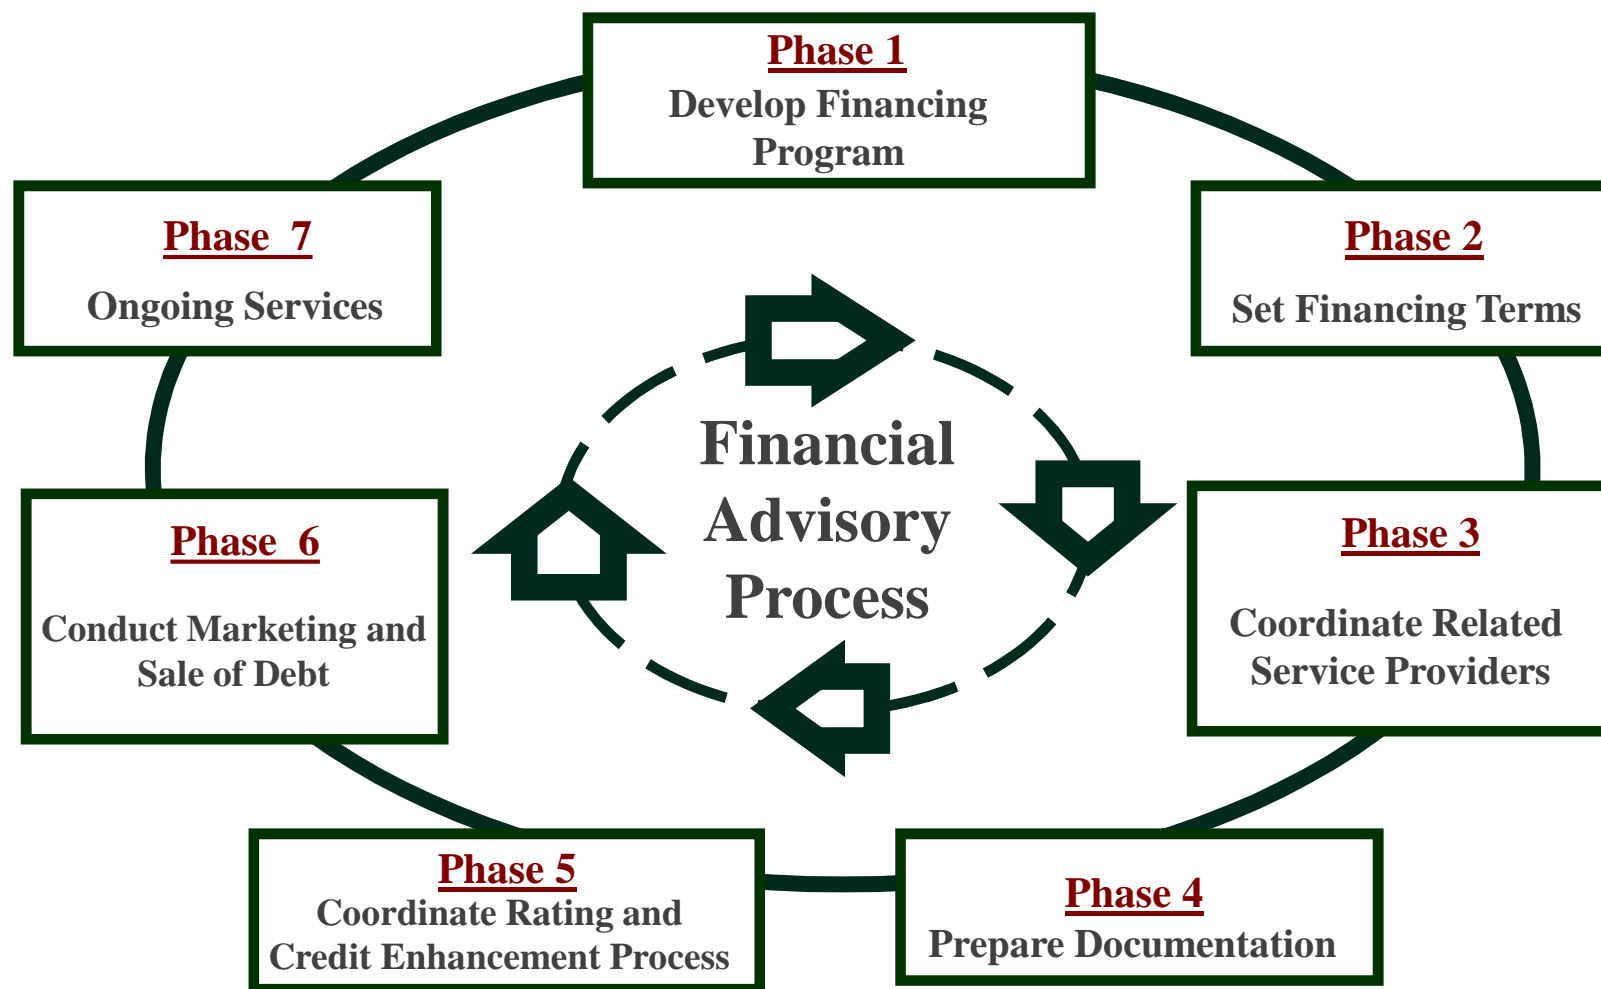 Phase 1
Develop Financing
Program
Phase 2
Set Financing Terms
Phase 3
Coordinate Related
Service Providers
Phase 4
Prepare Documentation
Phase 5
Coordinate Rating and
Credit Enhancement Process
Phase  6
Conduct Marketing and
Sale of Debt
Phase  7
Ongoing Services
Financial
Advisory
Process